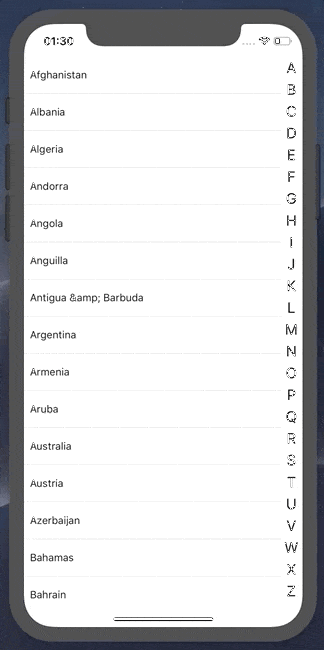 01:30
Afghanistan
Albania
Algeria
Andorra
Angola
Anguilla
Antigua &amp; Barbuda
Argentina
Armenia
Aruba
Australia
Austria
Azerbaijan
Bahamas
Bahrain
A
B
C
D
E
F
G
H
I
J
K
L
M
N
O
P
Q
R
S
T
U
V
W
X
Z